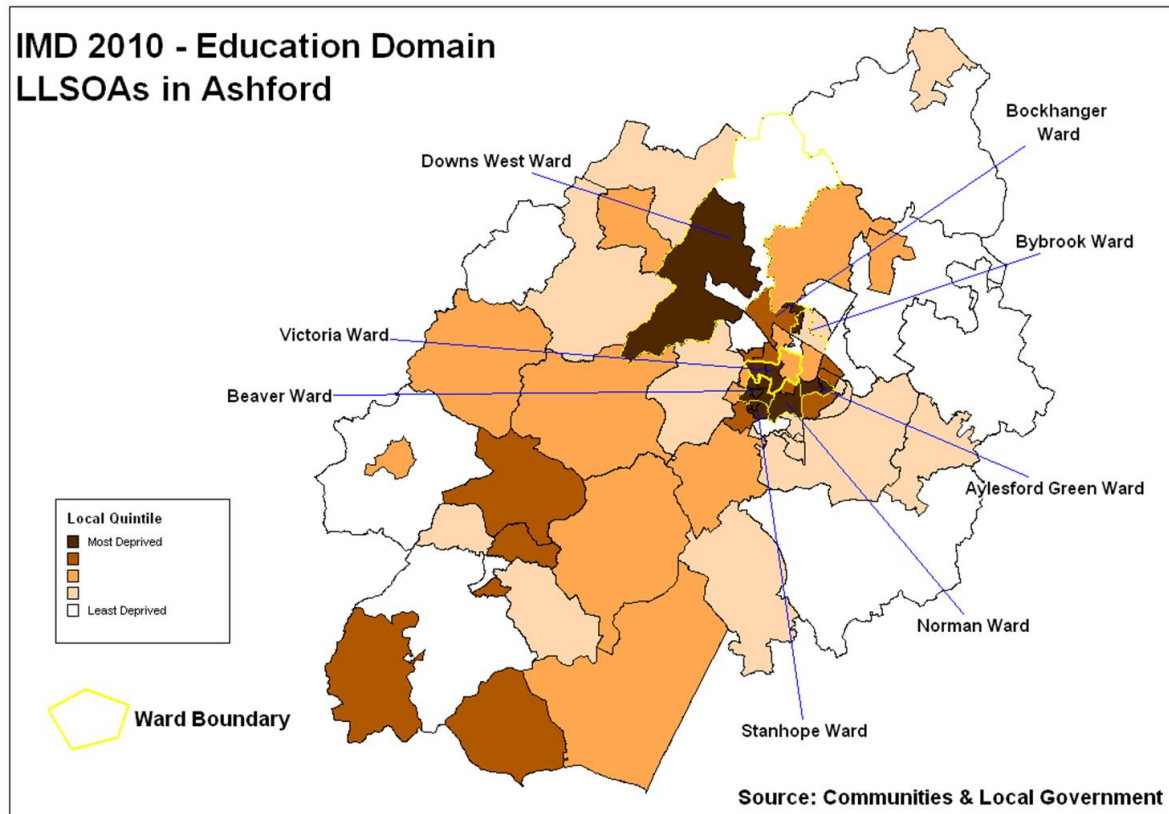 IMD 2010 - Education Domain
LLSOAs in Ashford
Bockhanger
Ward
Downs West Ward
Bybrook Ward
Victoria Ward
Beaver Ward
Aylesford Green Ward
Local Quintile
Most Deprived
Least Deprived
Norman Ward
Ward Boundary
Stanhope Ward
Source: Communities & Local Government